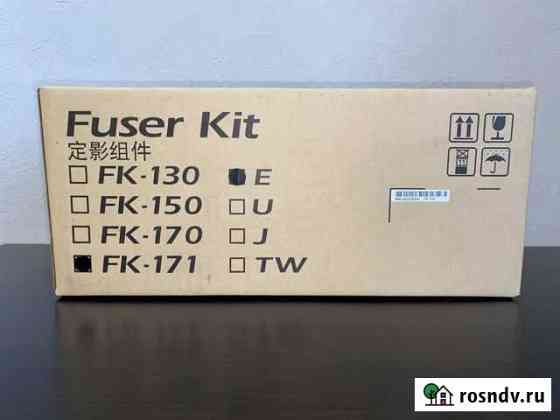 Fuser Kit
定影组件
FK-130
FK-150
FK-170
FK-171
E
U
J
TW
rosndv.ru